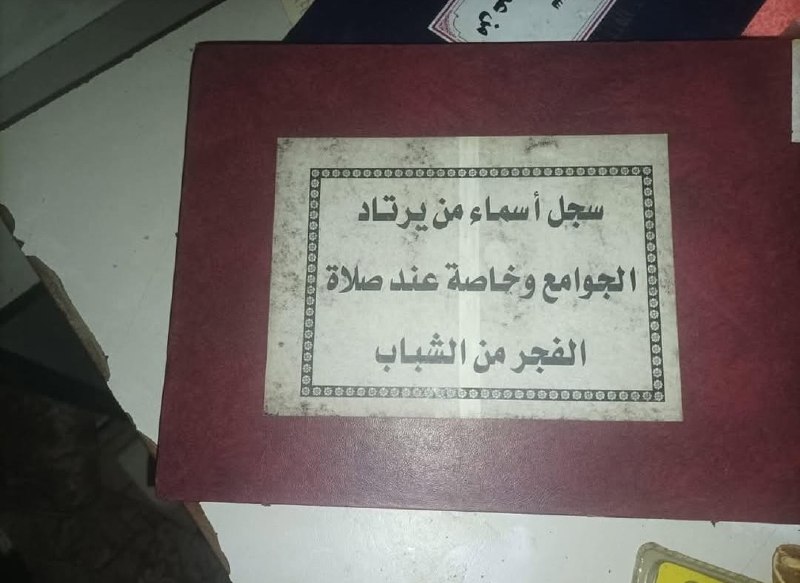 سجل أسماء من يرتاد
الجوامع وخاصة عند صلاة
الفجر من الشباب